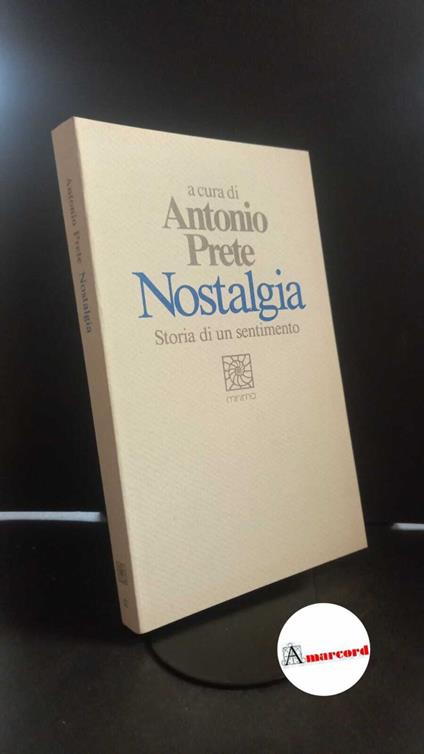 a cura di
Antonio
Prete
Nostalgia
Storia di un sentimento
minima
Antonio Prete Nostalgia
Amarcord